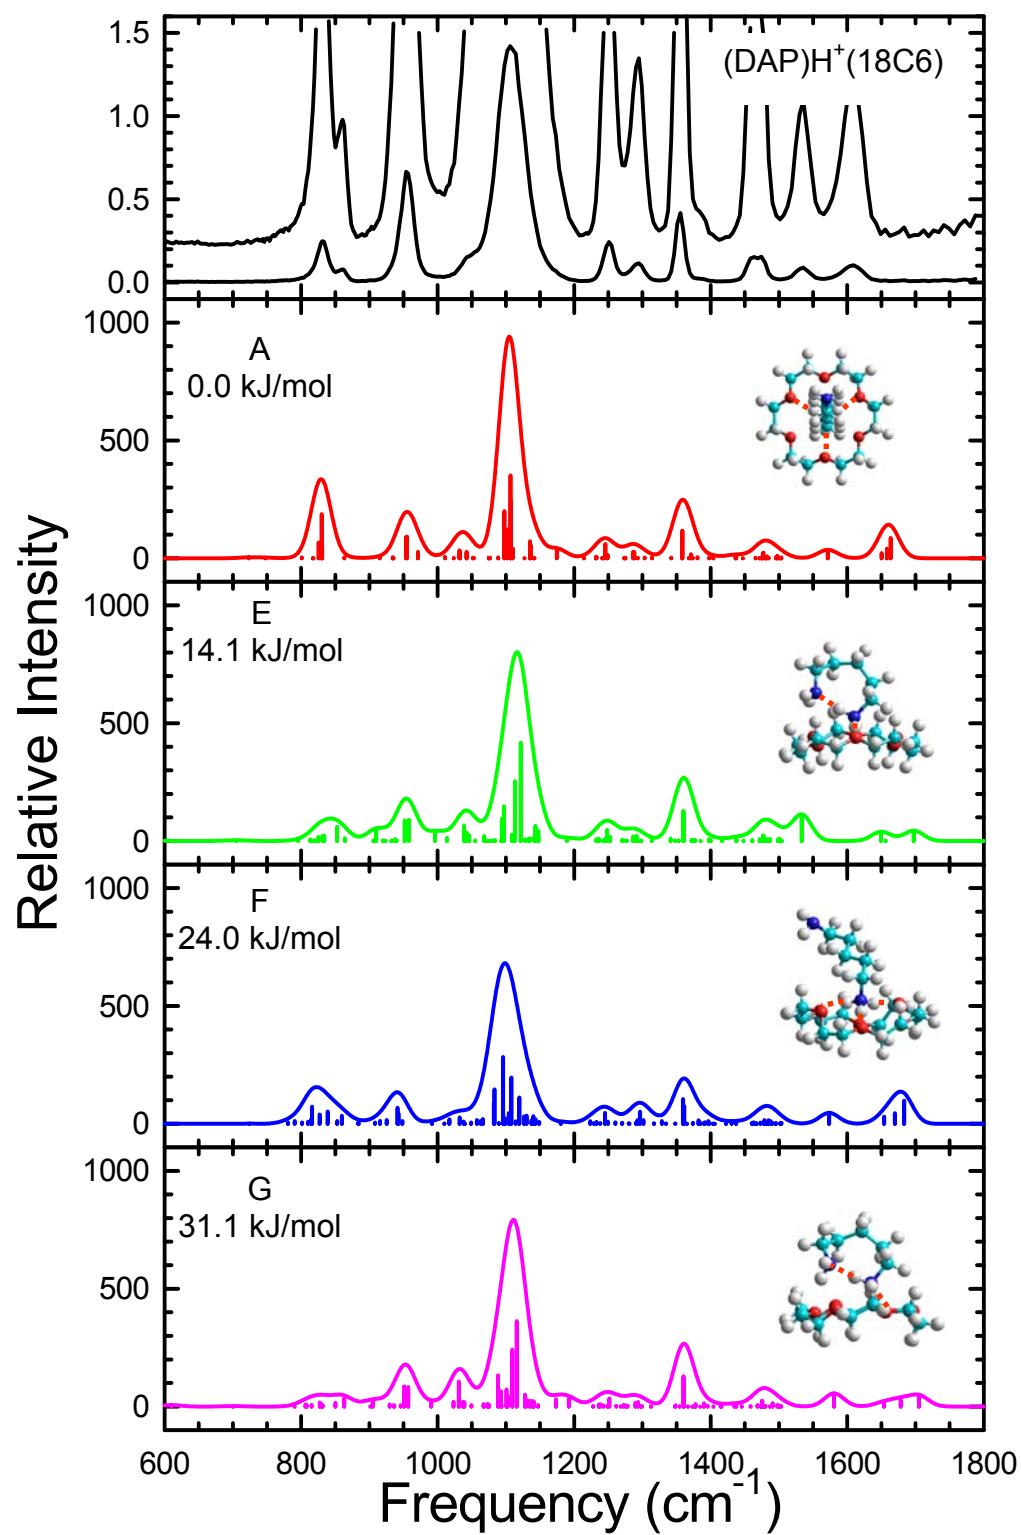 1.5
1.0
0.5
0.0
(DAP)H⁺(18C6)
1000
500
0
A
0.0 kJ/mol
1000
500
0
E
14.1 kJ/mol
1000
500
0
F
24.0 kJ/mol
1000
500
0
G
31.1 kJ/mol
600 800 1000 1200 1400 1600 1800
Relative Intensity
Frequency (cm⁻¹)